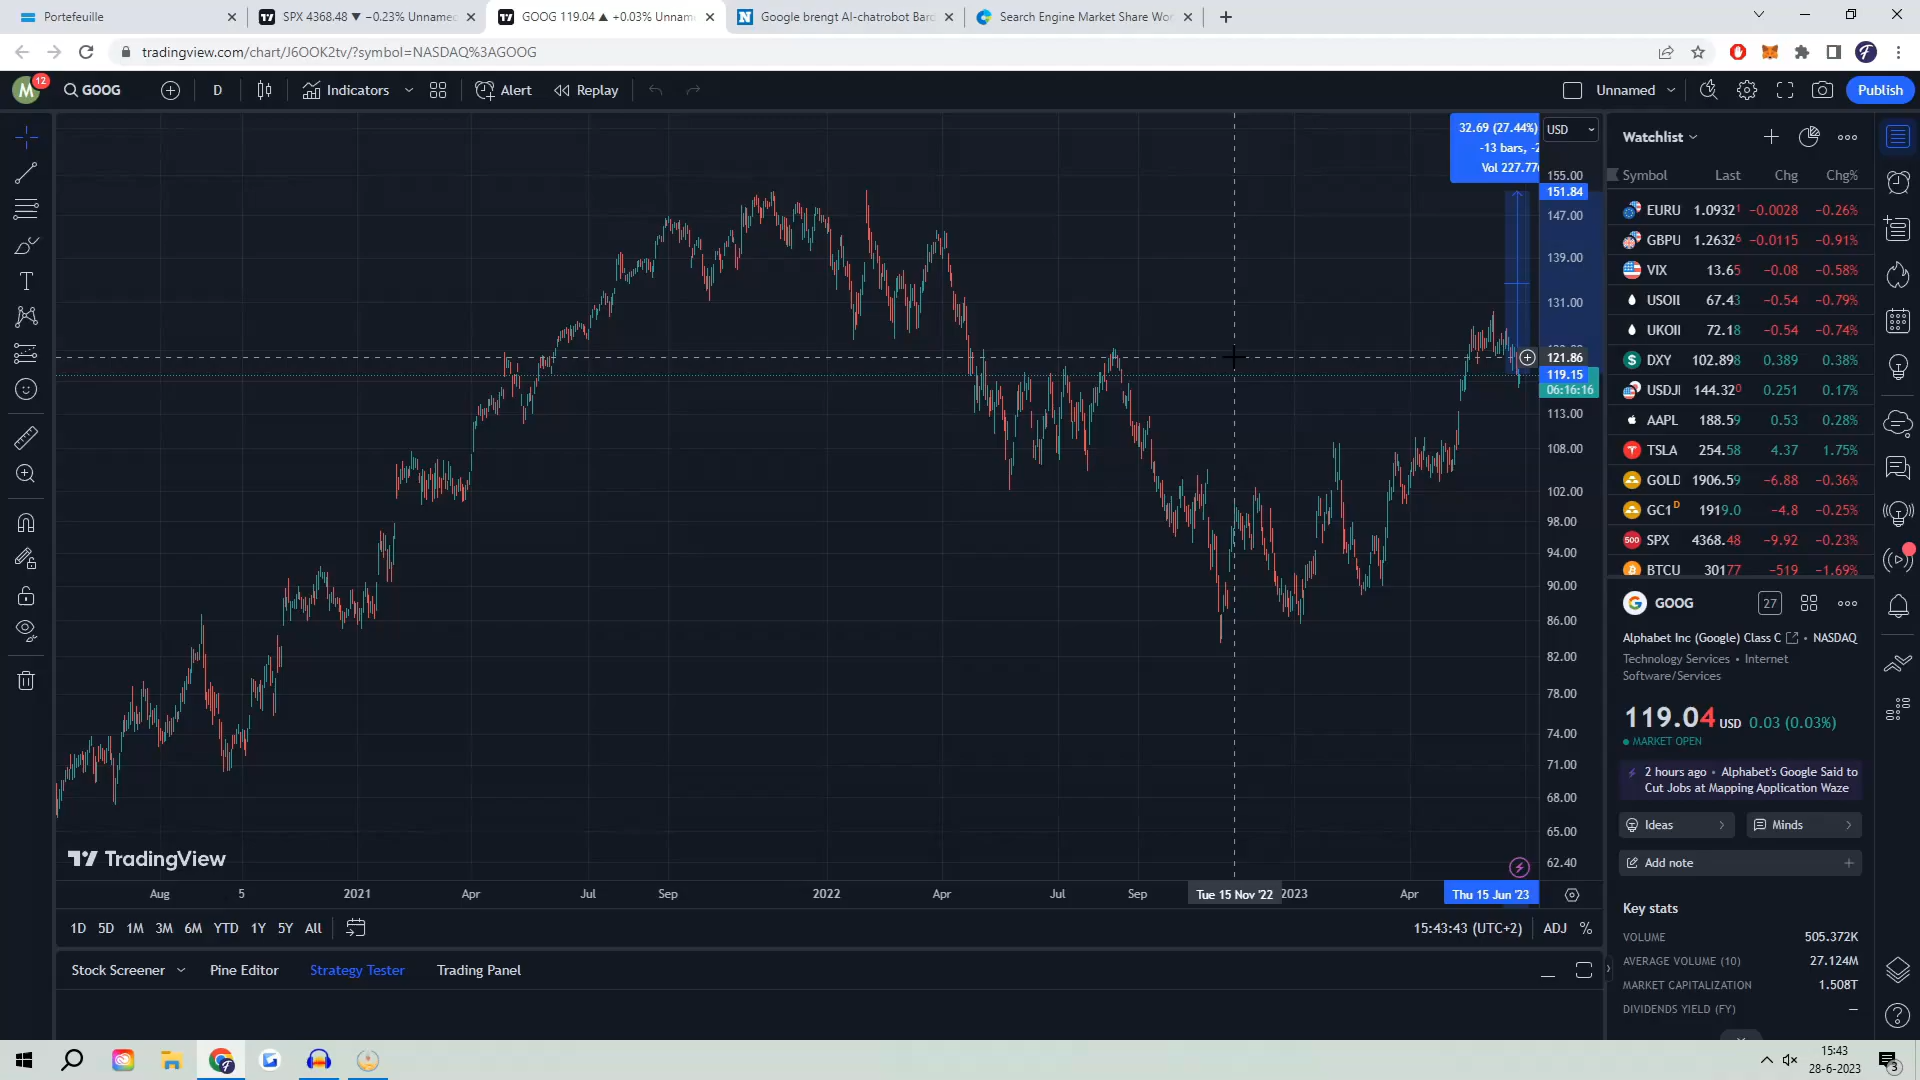 Portefeuille
SPX 4368.48 ▼ −0.23% Unnamed
GOOG 119.04 ▲ +0.03% Unnam
Google brengt AI-chatrobot Bard
Search Engine Market Share Wor
tradingview.com/chart/J6OOK2tv/?symbol=NASDAQ%3AGOOG
M
12
GOOG
D
Indicators
Alert
Replay
Unnamed
Publish
32.69 (27.44%)
-13 bars, -2
Vol 227.77
USD
155.00
151.84
147.00
139.00
131.00
121.86
119.15
06:16:16
113.00
108.00
102.00
98.00
94.00
90.00
86.00
82.00
78.00
74.00
71.00
68.00
65.00
62.40
TradingView
Aug
5
2021
Apr
Jul
Sep
2022
Apr
Jul
Sep
Tue 15 Nov '22
2023
Apr
Thu 15 Jun '23
1D 5D 1M 3M 6M YTD 1Y 5Y All
15:43:43 (UTC+2)
ADJ %
Stock Screener
Pine Editor
Strategy Tester
Trading Panel
Watchlist
Symbol Last Chg Chg%
EURU 1.0932¹ −0.0028 −0.26%
GBPU 1.2632⁶ −0.0115 −0.91%
VIX 13.65 −0.08 −0.58%
USOIL 67.43 −0.54 −0.79%
UKOIL 72.18 −0.54 −0.74%
DXY 102.898 0.389 0.38%
USDJI 144.32⁰ 0.251 0.17%
AAPL 188.59 0.53 0.28%
TSLA 254.58 4.37 1.75%
GOLD 1906.59 −6.88 −0.36%
GC1 D 1919.0 −4.8 −0.25%
500 SPX 4368.48 −9.92 −0.23%
BTCU 30177 −519 −1.69%
GOOG
27
Alphabet Inc (Google) Class C • NASDAQ
Technology Services • Internet
Software/Services
119.04 USD 0.03 (0.03%)
MARKET OPEN
2 hours ago • Alphabet's Google Said to
Cut Jobs at Mapping Application Waze
Ideas
Minds
Add note
Key stats
VOLUME 505.372K
AVERAGE VOLUME (10) 27.124M
MARKET CAPITALIZATION 1.508T
DIVIDENDS YIELD (FY) —
15:43
28-6-2023
3